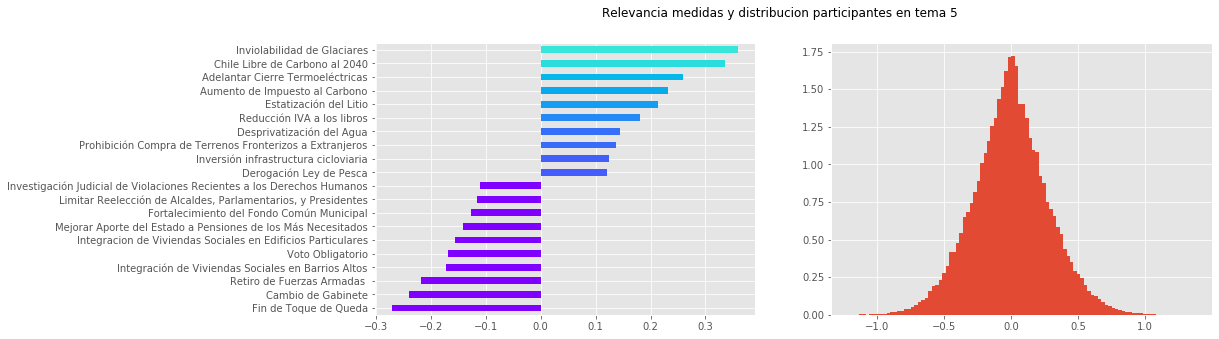 Relevancia medidas y distribucion participantes en tema 5
Inviolabilidad de Glaciares
Chile Libre de Carbono al 2040
Adelantar Cierre Termoeléctricas
Aumento de Impuesto al Carbono
Estatización del Litio
Reducción IVA a los libros
Desprivatización del Agua
Prohibición Compra de Terrenos Fronterizos a Extranjeros
Inversión infraestructura cicloviaria
Derogación Ley de Pesca
Investigación Judicial de Violaciones Recientes a los Derechos Humanos
Limitar Reelección de Alcaldes, Parlamentarios, y Presidentes
Fortalecimiento del Fondo Común Municipal
Mejorar Aporte del Estado a Pensiones de los Más Necesitados
Integracion de Viviendas Sociales en Edificios Particulares
Voto Obligatorio
Integración de Viviendas Sociales en Barrios Altos
Retiro de Fuerzas Armadas
Cambio de Gabinete
Fin de Toque de Queda
−0.3 −0.2 −0.1 0.0 0.1 0.2 0.3
1.75
1.50
1.25
1.00
0.75
0.50
0.25
0.00
−1.0 −0.5 0.0 0.5 1.0